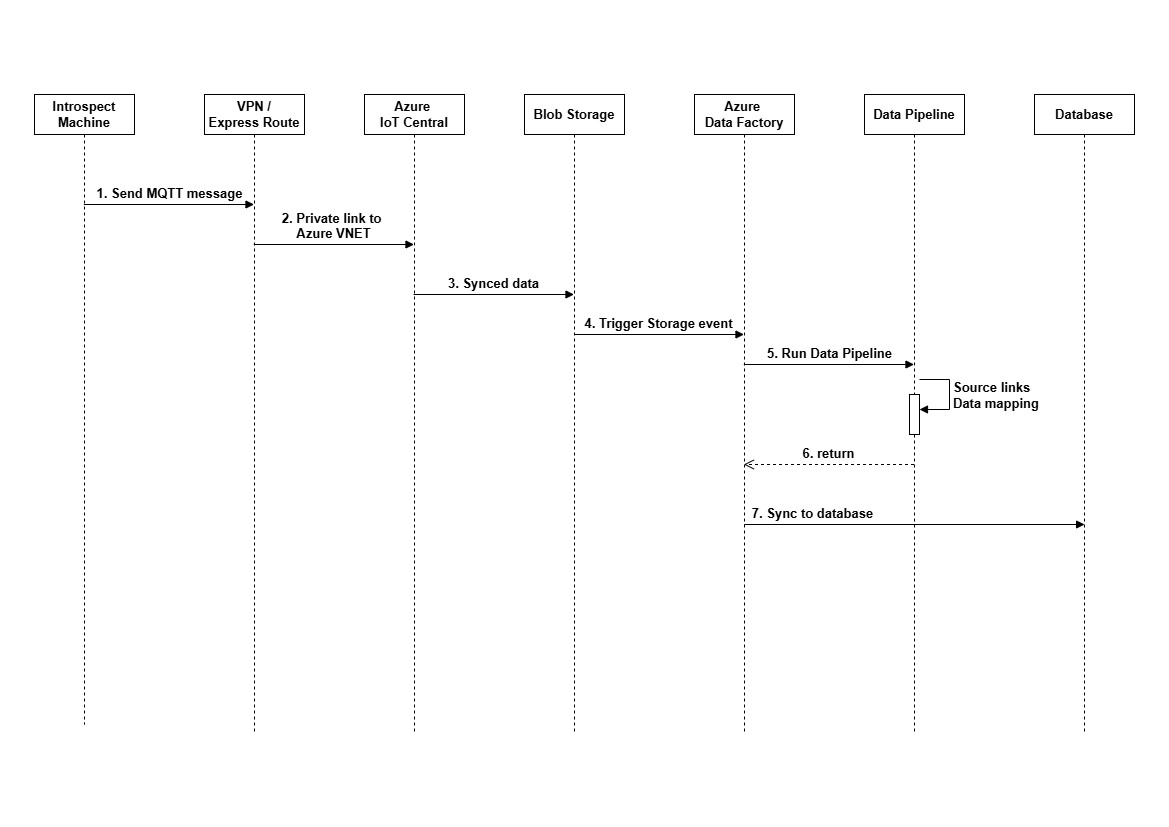 Introspect
Machine
VPN /
Express Route
Azure
IoT Central
Blob Storage
Azure
Data Factory
Data Pipeline
Database
1. Send MQTT message
2. Private link to
Azure VNET
3. Synced data
4. Trigger Storage event
5. Run Data Pipeline
Source links
Data mapping
6. return
7. Sync to database